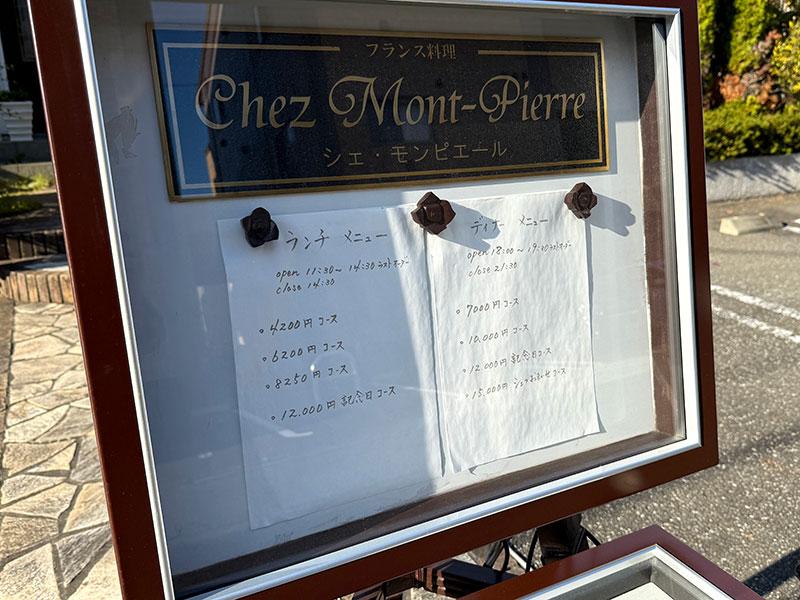 フランス料理
Chez Mont-Pierre
シェ・モンピエール
ランチ メニュー
open 11:30~ 14:30 ラストオーダー
close 14:30
。4200円 コース
。6200円 コース
。8250円 コース
。12.000円 記念日コース
ディナー メニュー
open 18:00~ 19:30 ラストオーダー
close 21:30
。7000円 コース
。10.000円 コース
。12.000円 記念日コース
。15.000円 シェフおまかせコース